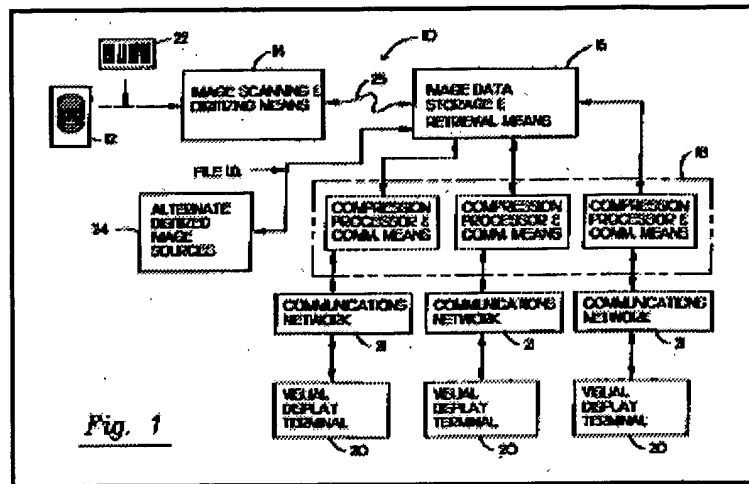 22
14
10
16
IMAGE SCANNING &
DIGITIZING MEANS
25
IMAGE DATA
STORAGE &
RETRIEVAL MEANS
12
FILE I.D.
18
24
ALTERNATE
DIGITIZED IMAGE
SOURCES
COMPRESSION
PROCESSOR &
COMM. MEANS
COMPRESSION
PROCESSOR &
COMM. MEANS
COMPRESSION
PROCESSOR &
COMM. MEANS
COMMUNICATIONS
NETWORK
COMMUNICATIONS
NETWORK
COMMUNICATIONS
NETWORK
21
21
21
VISUAL
DISPLAY
TERMINAL
VISUAL
DISPLAY
TERMINAL
VISUAL
DISPLAY
TERMINAL
Fig. 1
20
20
20